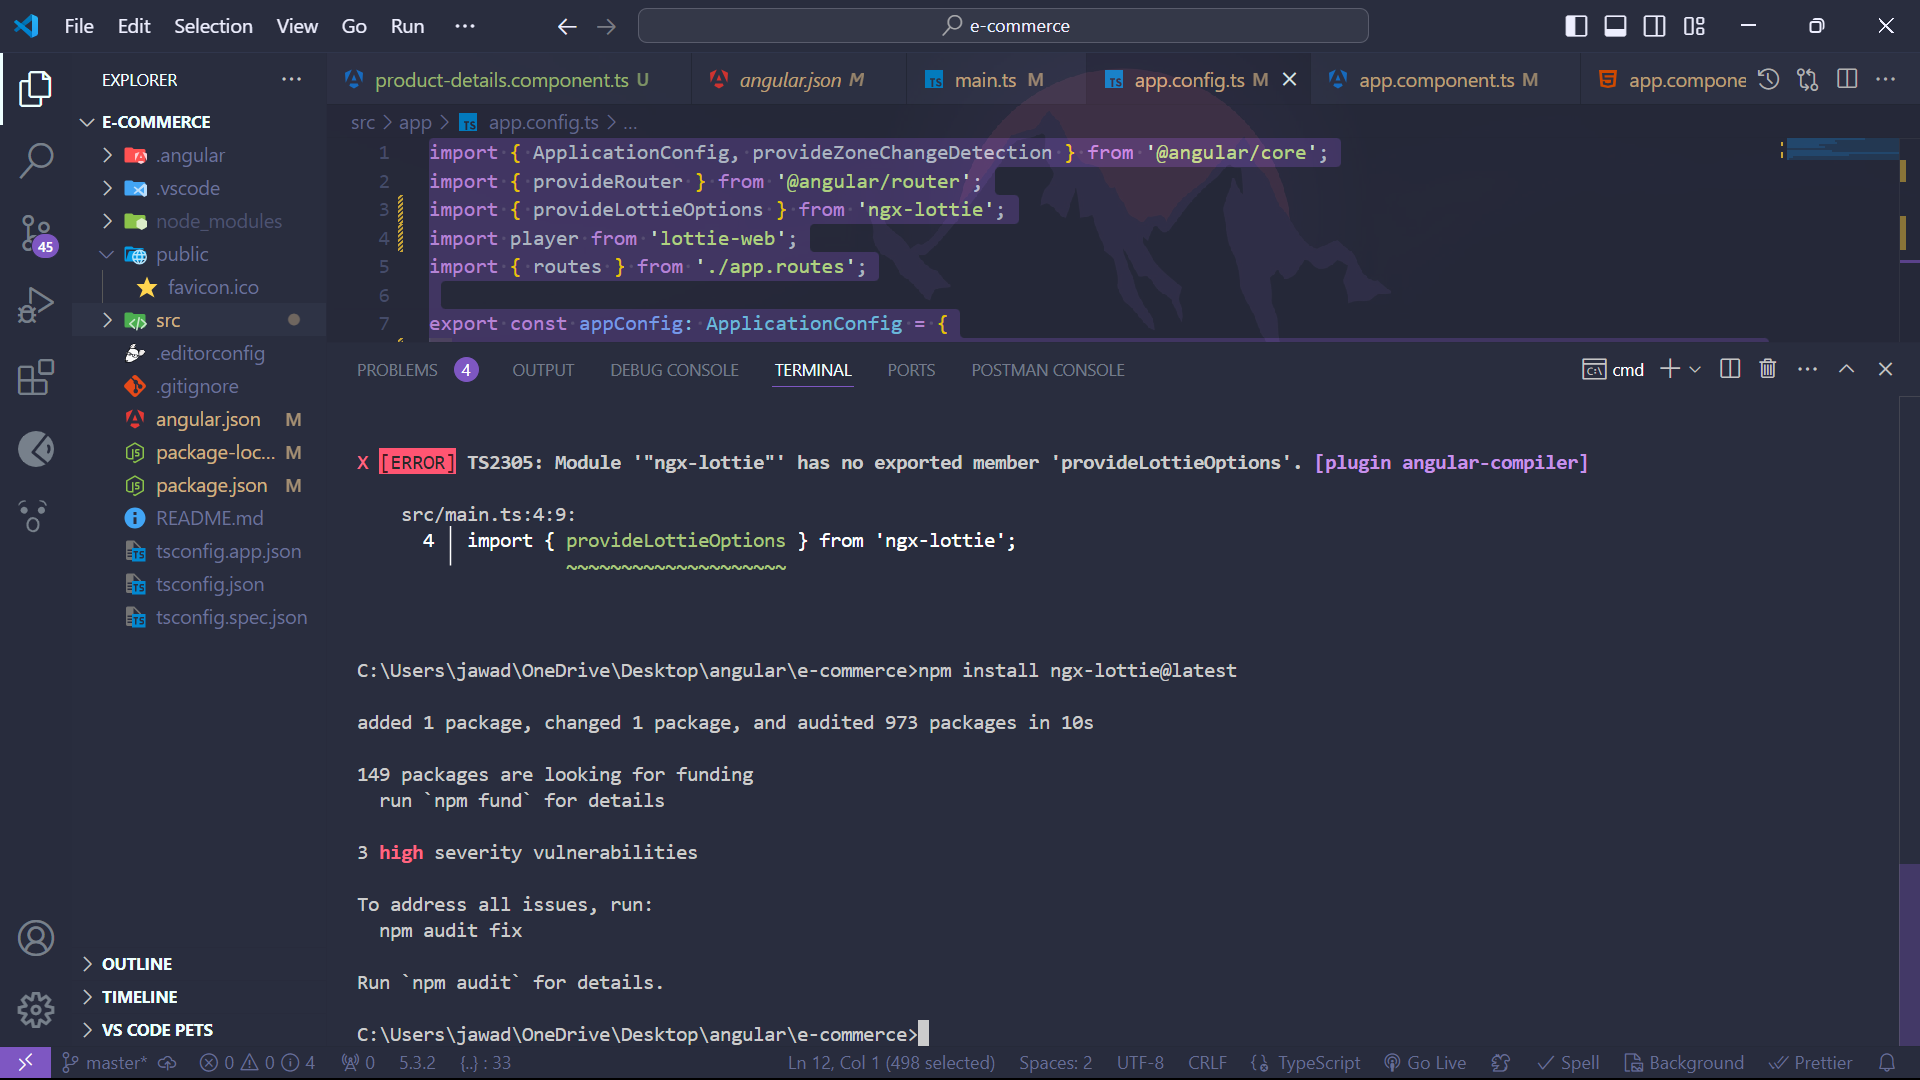 File Edit Selection View Go Run ···
e-commerce
EXPLORER
E-COMMERCE
.angular
.vscode
node_modules
public
favicon.ico
src
.editorconfig
.gitignore
angular.json M
package-loc... M
package.json M
README.md
tsconfig.app.json
tsconfig.json
tsconfig.spec.json
OUTLINE
TIMELINE
VS CODE PETS
45
product-details.component.ts U
angular.json M
main.ts M
app.config.ts M
app.component.ts M
app.compone
src > app > TS app.config.ts > ...
1 import { ApplicationConfig, provideZoneChangeDetection } from '@angular/core';
2 import { provideRouter } from '@angular/router';
3 import { provideLottieOptions } from 'ngx-lottie';
4 import player from 'lottie-web';
5 import { routes } from './app.routes';
6
7 export const appConfig: ApplicationConfig = {
PROBLEMS 4 OUTPUT DEBUG CONSOLE TERMINAL PORTS POSTMAN CONSOLE
cmd
X [ERROR] TS2305: Module '"ngx-lottie"' has no exported member 'provideLottieOptions'. [plugin angular-compiler]
src/main.ts:4:9:
4 │ import { provideLottieOptions } from 'ngx-lottie';
~~~~~~~~~~~~~~~~~~~~
C:\Users\jawad\OneDrive\Desktop\angular\e-commerce>npm install ngx-lottie@latest
added 1 package, changed 1 package, and audited 973 packages in 10s
149 packages are looking for funding
run `npm fund` for details
3 high severity vulnerabilities
To address all issues, run:
npm audit fix
Run `npm audit` for details.
C:\Users\jawad\OneDrive\Desktop\angular\e-commerce>
master* 0 0 4 0 5.3.2 {..} : 33 Ln 12, Col 1 (498 selected) Spaces: 2 UTF-8 CRLF TypeScript Go Live Spell Background Prettier